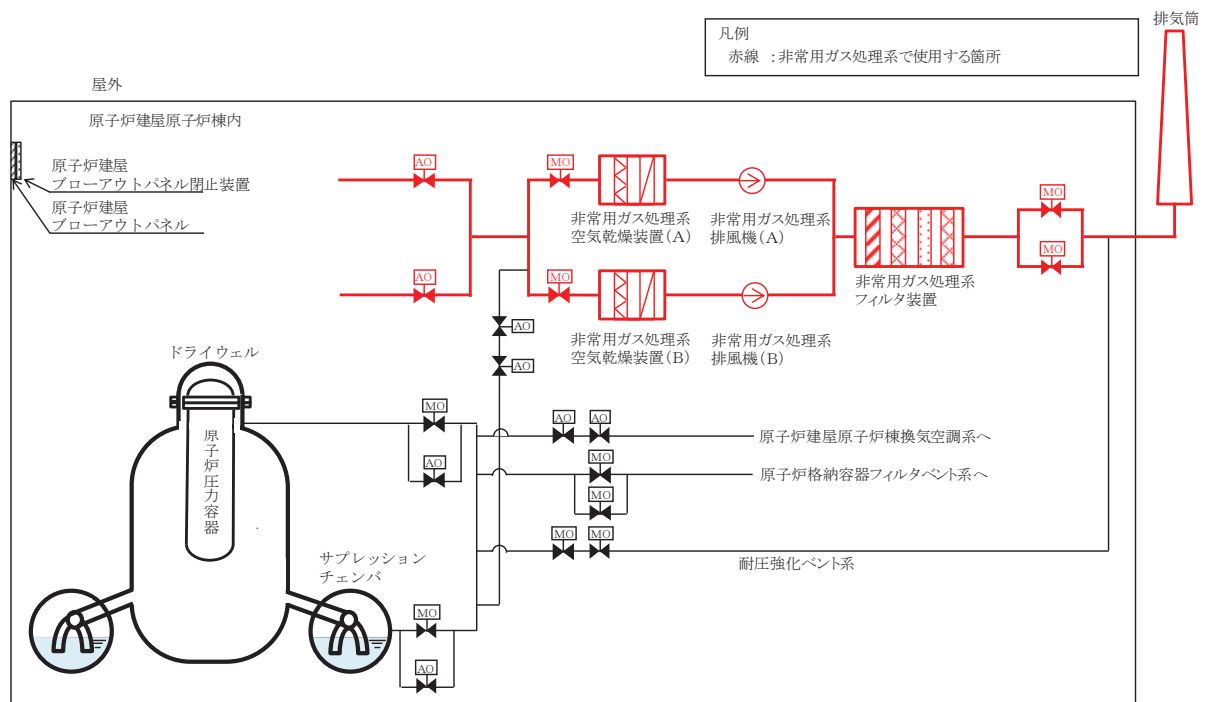 排気筒
凡例
赤線 ：非常用ガス処理系で使用する箇所
屋外
原子炉建屋原子炉棟内
原子炉建屋
ブローアウトパネル閉止装置
原子炉建屋
ブローアウトパネル
AO
MO
非常用ガス処理系
空気乾燥装置(A)
非常用ガス処理系
排風機(A)
MO
MO
AO
MO
非常用ガス処理系
フィルタ装置
AO
非常用ガス処理系
空気乾燥装置(B)
非常用ガス処理系
排風機(B)
AO
ドライウェル
原子炉圧力容器
MO
AO
AO
AO
原子炉建屋原子炉棟換気空調系へ
MO
原子炉格納容器フィルタベント系へ
MO
MO
MO
耐圧強化ベント系
サプレッション
チェンバ
MO
AO